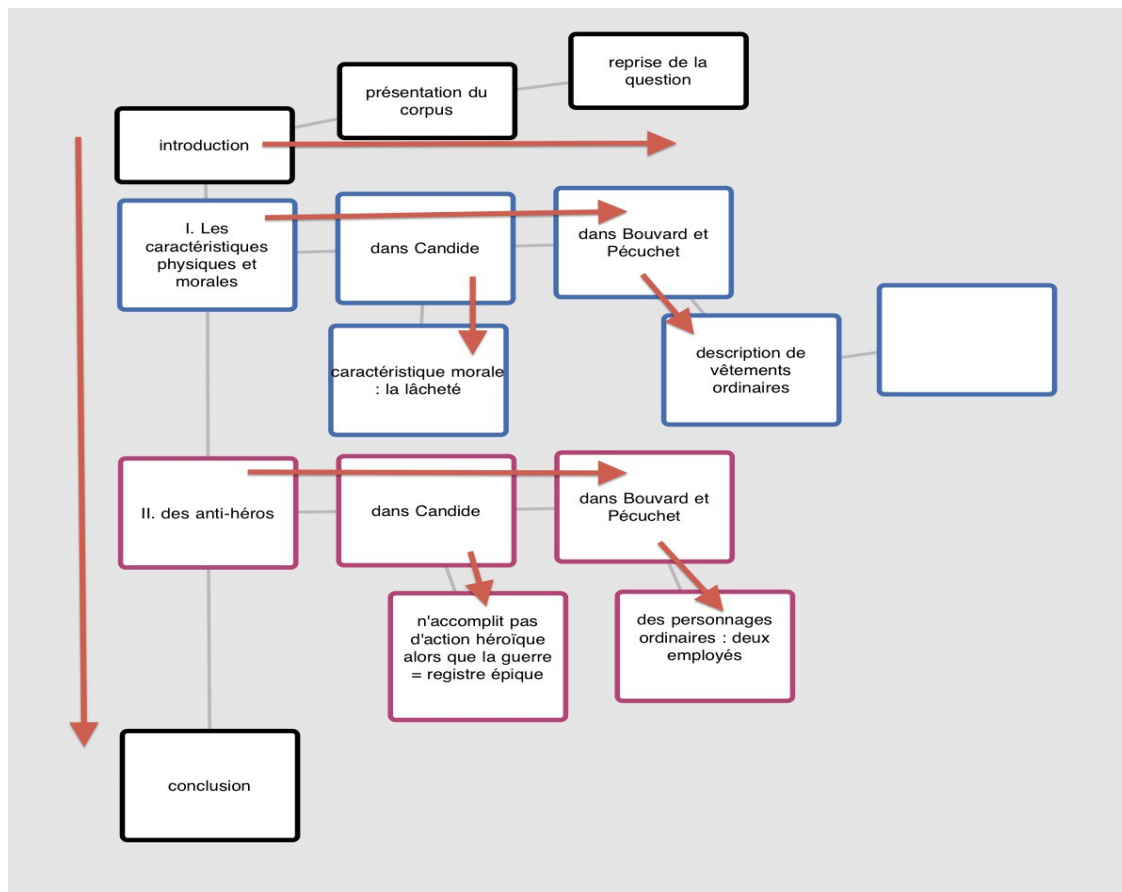 introduction
présentation du
corpus
reprise de la
question
I. Les
caractéristiques
physiques et
morales
dans Candide
dans Bouvard et
Pécuchet
caractéristique morale
: la lâcheté
description de
vêtements
ordinaires
II. des anti-héros
dans Candide
dans Bouvard et
Pécuchet
n'accomplit pas
d'action héroïque
alors que la guerre
= registre épique
des personnages
ordinaires : deux
employés
conclusion